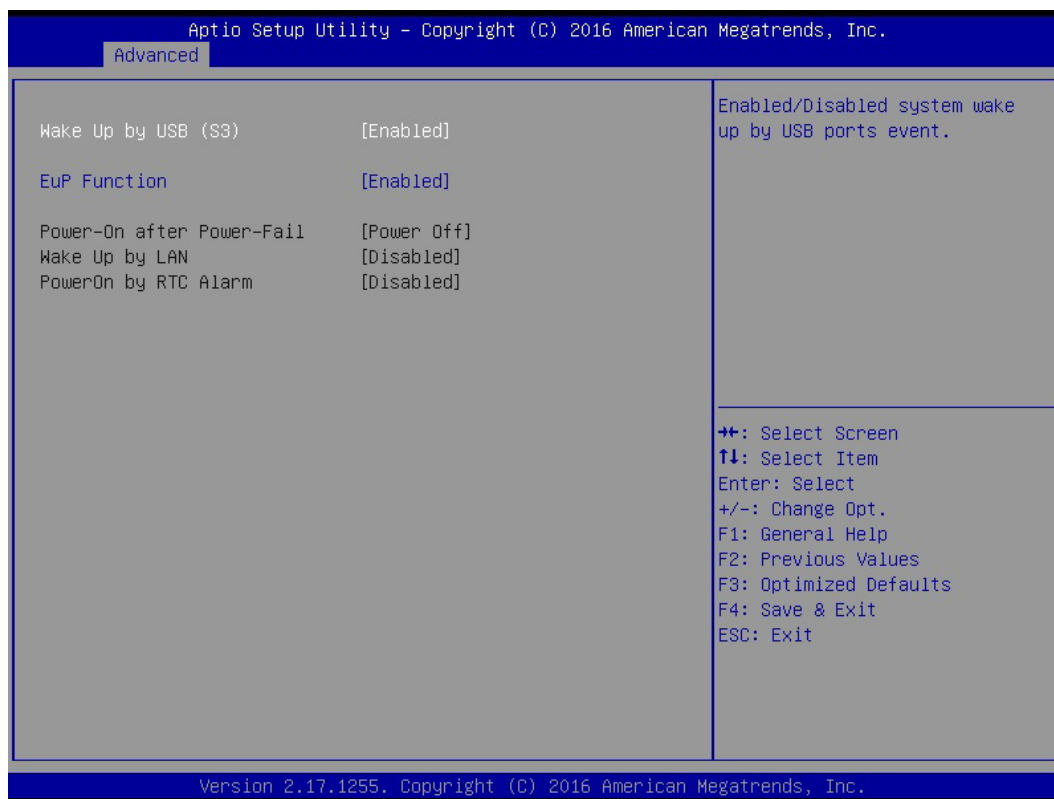 Aptio Setup Utility – Copyright (C) 2016 American Megatrends, Inc.
Advanced
Wake Up by USB (S3) [Enabled]
EuP Function [Enabled]
Power-On after Power-Fail [Power Off]
Wake Up by LAN [Disabled]
PowerOn by RTC Alarm [Disabled]
Enabled/Disabled system wake
up by USB ports event.
→←: Select Screen
↑↓: Select Item
Enter: Select
+/-: Change Opt.
F1: General Help
F2: Previous Values
F3: Optimized Defaults
F4: Save & Exit
ESC: Exit
Version 2.17.1255. Copyright (C) 2016 American Megatrends, Inc.